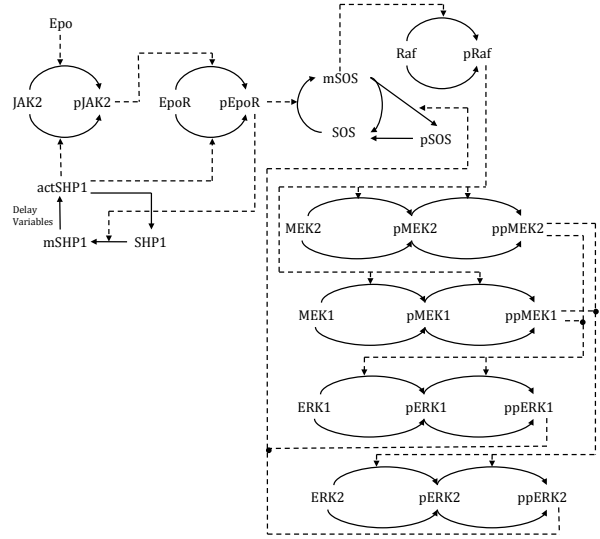 Epo
JAK2
pJAK2
EpoR
pEpoR
mSOS
SOS
pSOS
Raf
pRaf
actSHP1
Delay
Variables
mSHP1
SHP1
MEK2
pMEK2
ppMEK2
MEK1
pMEK1
ppMEK1
ERK1
pERK1
ppERK1
ERK2
pERK2
ppERK2